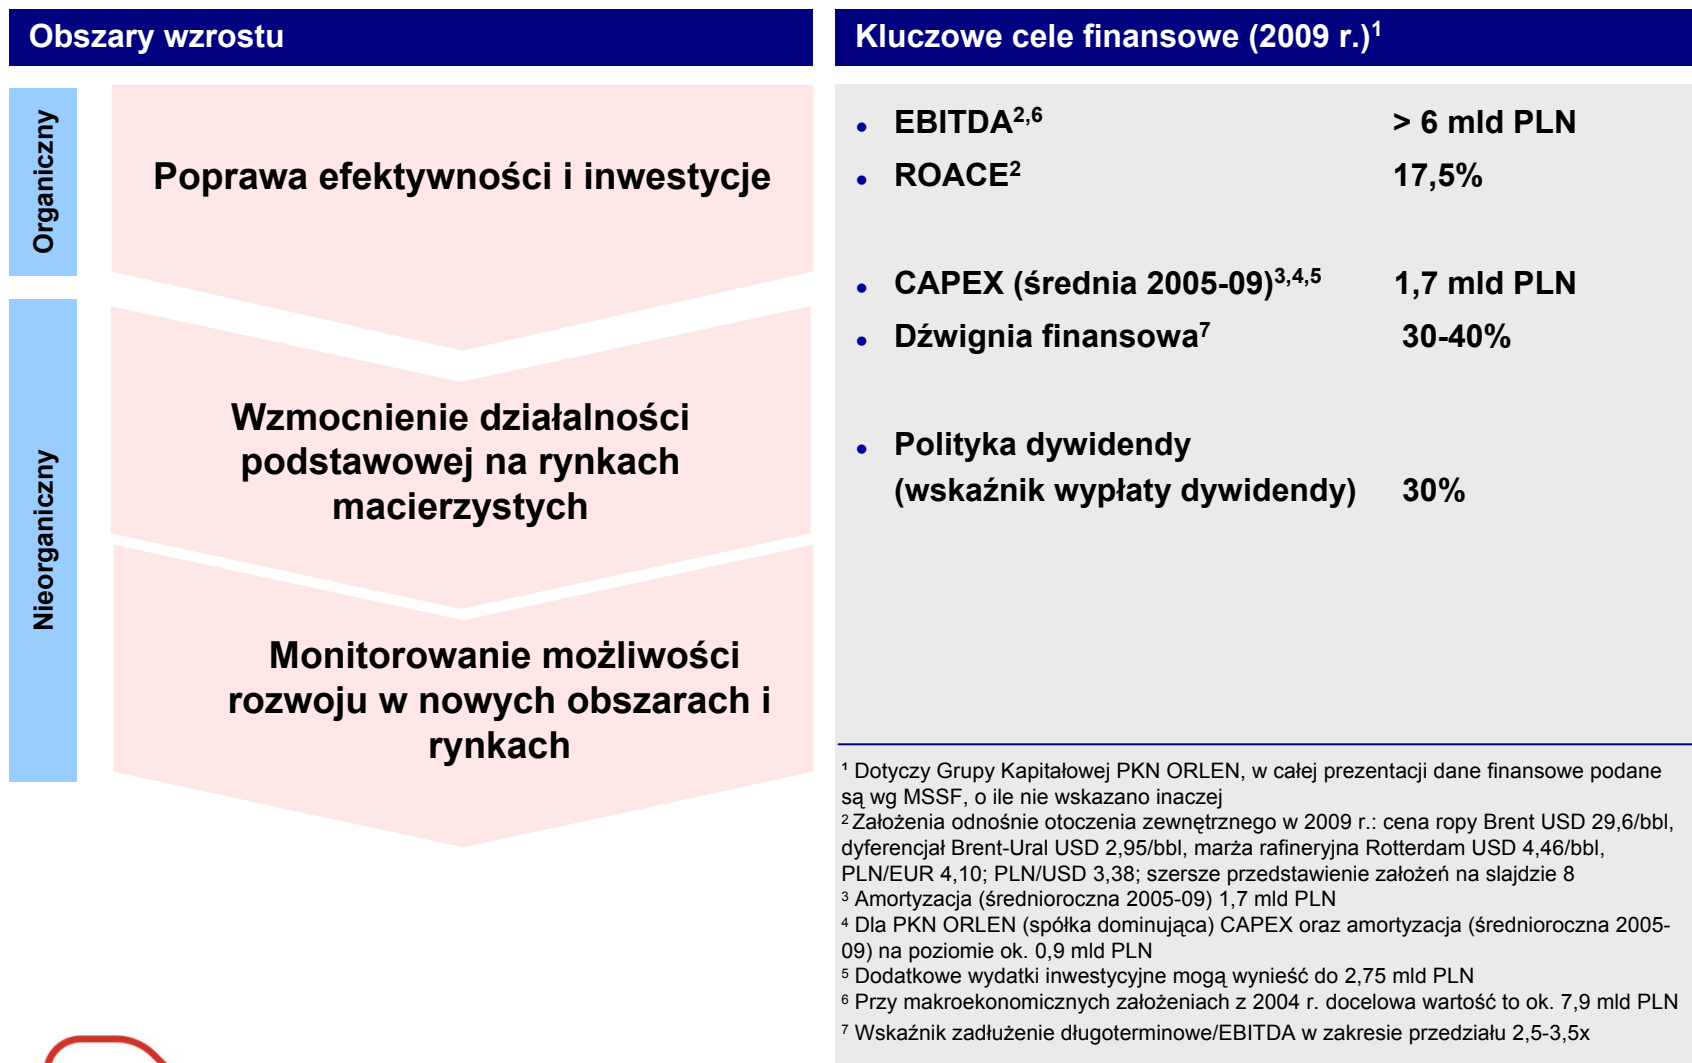 Obszary wzrostu
Organiczny
Poprawa efektywności i inwestycje
Nieorganiczny
Wzmocnienie działalności
podstawowej na rynkach
macierzystych
Monitorowanie możliwości
rozwoju w nowych obszarach i
rynkach
Kluczowe cele finansowe (2009 r.)¹
• EBITDA²,⁶ > 6 mld PLN
• ROACE² 17,5%
• CAPEX (średnia 2005-09)³,⁴,⁵ 1,7 mld PLN
• Dźwignia finansowa⁷ 30-40%
• Polityka dywidendy
(wskaźnik wypłaty dywidendy) 30%
¹ Dotyczy Grupy Kapitałowej PKN ORLEN, w całej prezentacji dane finansowe podane
są wg MSSF, o ile nie wskazano inaczej
² Założenia odnośnie otoczenia zewnętrznego w 2009 r.: cena ropy Brent USD 29,6/bbl,
dyferencjał Brent-Ural USD 2,95/bbl, marża rafineryjna Rotterdam USD 4,46/bbl,
PLN/EUR 4,10; PLN/USD 3,38; szersze przedstawienie założeń na slajdzie 8
³ Amortyzacja (średnioroczna 2005-09) 1,7 mld PLN
⁴ Dla PKN ORLEN (spółka dominująca) CAPEX oraz amortyzacja (średnioroczna 2005-
09) na poziomie ok. 0,9 mld PLN
⁵ Dodatkowe wydatki inwestycyjne mogą wynieść do 2,75 mld PLN
⁶ Przy makroekonomicznych założeniach z 2004 r. docelowa wartość to ok. 7,9 mld PLN
⁷ Wskaźnik zadłużenie długoterminowe/EBITDA w zakresie przedziału 2,5-3,5x